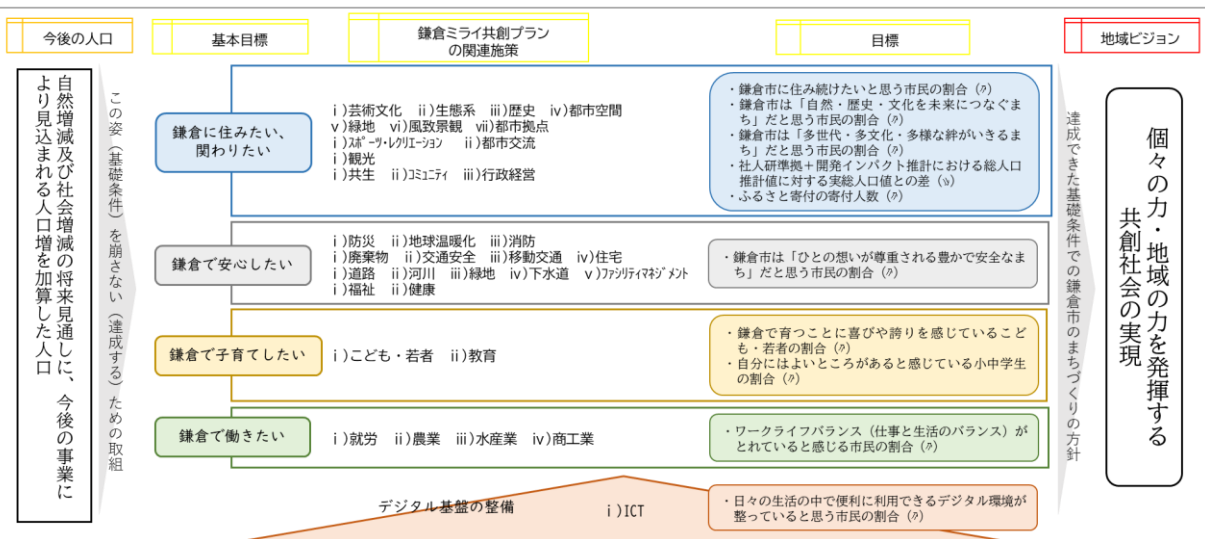 今後の人口
基本目標
鎌倉ミライ共創プラン
の関連施策
目標
地域ビジョン
自然増減及び社会増減の将来見通しに、今後の事業に
より見込まれる人口増を加算した人口
この姿（基礎条件）を崩さない（達成する）ための取組
鎌倉に住みたい、
関わりたい
ⅰ)芸術文化 ⅱ)生態系 ⅲ)歴史 ⅳ)都市空間
ⅴ)緑地 ⅵ)風致景観 ⅶ)都市拠点
ⅰ)ｽﾎﾟｰﾂ・ﾚｸﾘｴｰｼｮﾝ ⅱ)都市交流
ⅰ)観光
ⅰ)共生 ⅱ)ｺﾐｭﾆﾃｨ ⅲ)行政経営
・鎌倉市に住み続けたいと思う市民の割合（↗）
・鎌倉市は「自然・歴史・文化を未来につなぐま
ち」だと思う市民の割合（↗）
・鎌倉市は「多世代・多文化・多様な絆がいきるま
ち」だと思う市民の割合（↗）
・社人研準拠＋開発インパクト推計における総人口
推計値に対する実総人口値との差（↘）
・ふるさと寄付の寄付人数（↗）
鎌倉で安心したい
ⅰ)防災 ⅱ)地球温暖化 ⅲ)消防
ⅰ)廃棄物 ⅱ)交通安全 ⅲ)移動交通 ⅳ)住宅
ⅰ)道路 ⅱ)河川 ⅲ)緑地 ⅳ)下水道 ⅴ)ﾌｧｼﾘﾃｨﾏﾈｼﾞﾒﾝﾄ
ⅰ)福祉 ⅱ)健康
・鎌倉市は「ひとの想いが尊重される豊かで安全なま
ち」だと思う市民の割合（↗）
鎌倉で子育てしたい
ⅰ)こども・若者 ⅱ)教育
・鎌倉で育つことに喜びや誇りを感じているこど
も・若者の割合（↗）
・自分にはよいところがあると感じている小中学生
の割合（↗）
鎌倉で働きたい
ⅰ)就労 ⅱ)農業 ⅲ)水産業 ⅳ)商工業
・ワークライフバランス（仕事と生活のバランス）が
とれていると感じる市民の割合（↗）
デジタル基盤の整備
ⅰ)ICT
・日々の生活の中で便利に利用できるデジタル環境が
整っていると思う市民の割合（↗）
達成できた基礎条件での鎌倉市のまちづくりの方針
個々の力・地域の力を発揮する
共創社会の実現